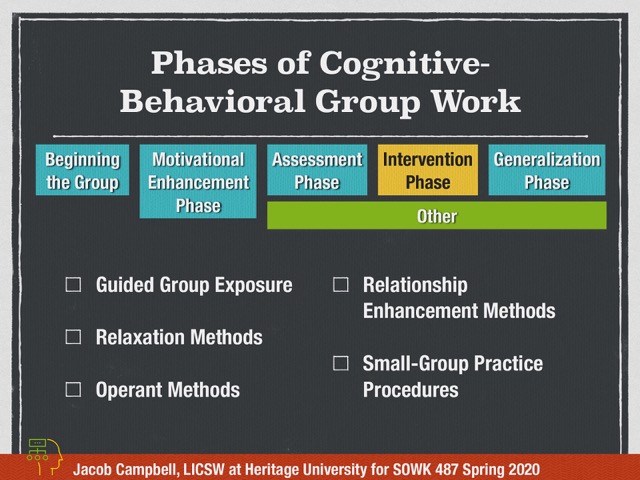 Phases of Cognitive-
Behavioral Group Work
Beginning
the Group
Motivational
Enhancement
Phase
Assessment
Phase
Intervention
Phase
Generalization
Phase
Other
Guided Group Exposure
Relaxation Methods
Operant Methods
Relationship
Enhancement Methods
Small-Group Practice
Procedures
Jacob Campbell, LICSW at Heritage University for SOWK 487 Spring 2020